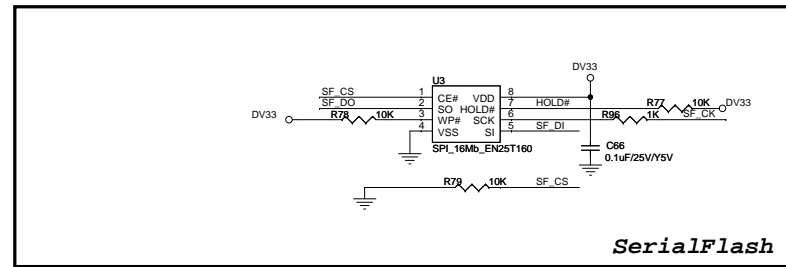 DV33
U3
SF_CS 1 CE# VDD 8
SF_DO 2 SO HOLD# 7 HOLD# R77 10K DV33
DV33 R78 10K 3 WP# SCK 6 R96 1K SF_CK
4 VSS SI 5 SF_DI
SPI_16Mb_EN25T160
C66
0.1uF/25V/Y5V
R79 10K SF_CS
SerialFlash